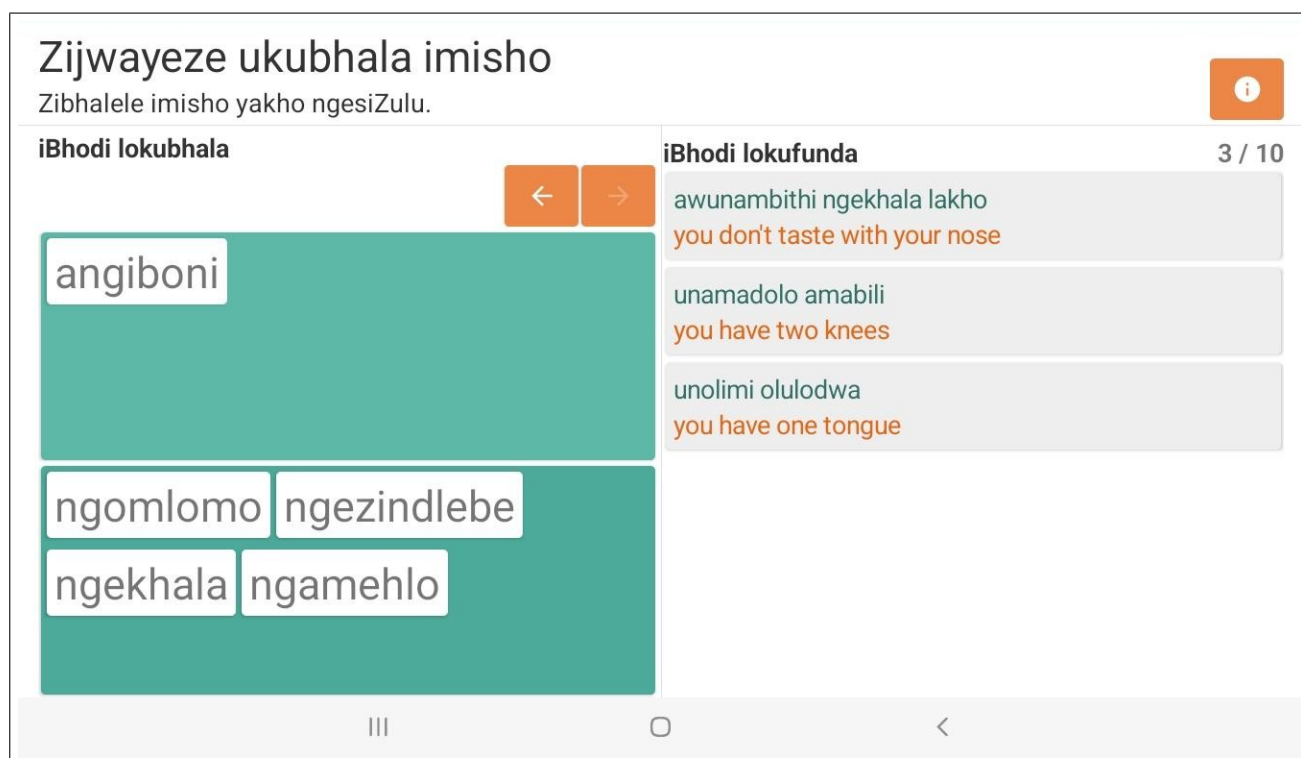 Zijwayeze ukubhala imisho
Zibhalele imisho yakho ngesiZulu.
iBhodi lokubhala
angiboni
ngomlomo ngezindlebe
ngekhala ngamehlo
iBhodi lokufunda 3 / 10
awunambithi ngekhala lakho
you don't taste with your nose
unamadolo amabili
you have two knees
unolimi olulodwa
you have one tongue